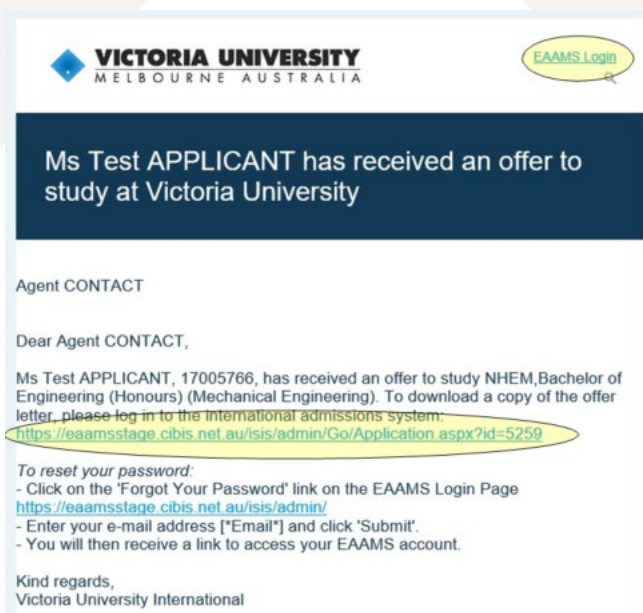 VICTORIA UNIVERSITY
MELBOURNE AUSTRALIA
EAAMS Login
Ms Test APPLICANT has received an offer to
study at Victoria University
Agent CONTACT
Dear Agent CONTACT,
Ms Test APPLICANT, 17005766, has received an offer to study NHEM,Bachelor of
Engineering (Honours) (Mechanical Engineering). To download a copy of the offer
letter, please log in to the international admissions system:
https://eaamsstage.cibis.net.au/isis/admin/Go/Application.aspx?id=5259
To reset your password:
- Click on the 'Forgot Your Password' link on the EAAMS Login Page
https://eaamsstage.cibis.net.au/isis/admin/
- Enter your e-mail address [*Email*] and click 'Submit'.
- You will then receive a link to access your EAAMS account.
Kind regards,
Victoria University International